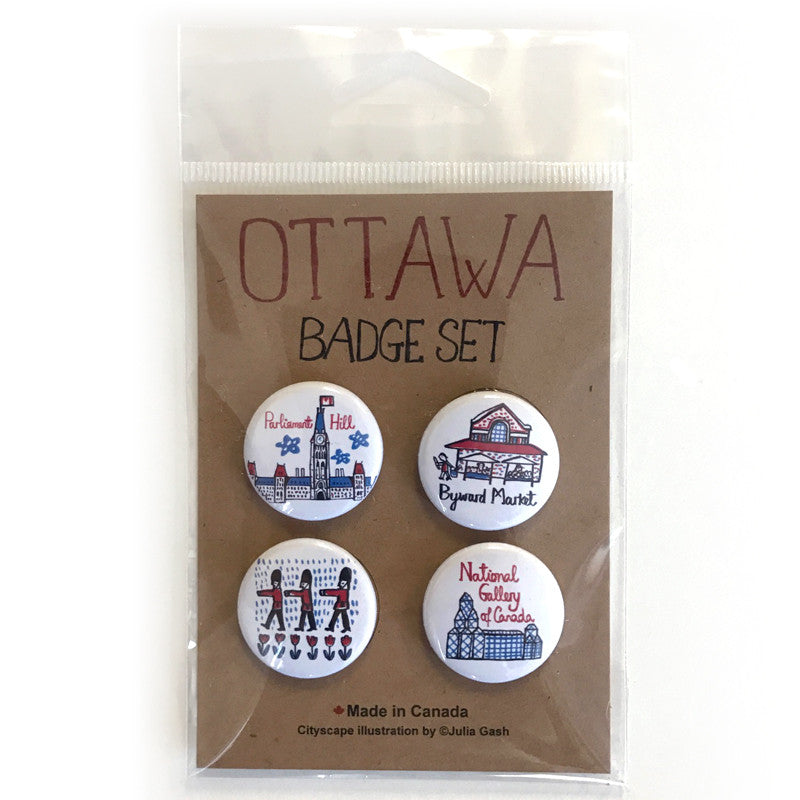 OTTAWA
BADGE SET
Parliament Hill
Byward Market
National
Gallery
of Canada
Made in Canada
Cityscape illustration by ©Julia Gash